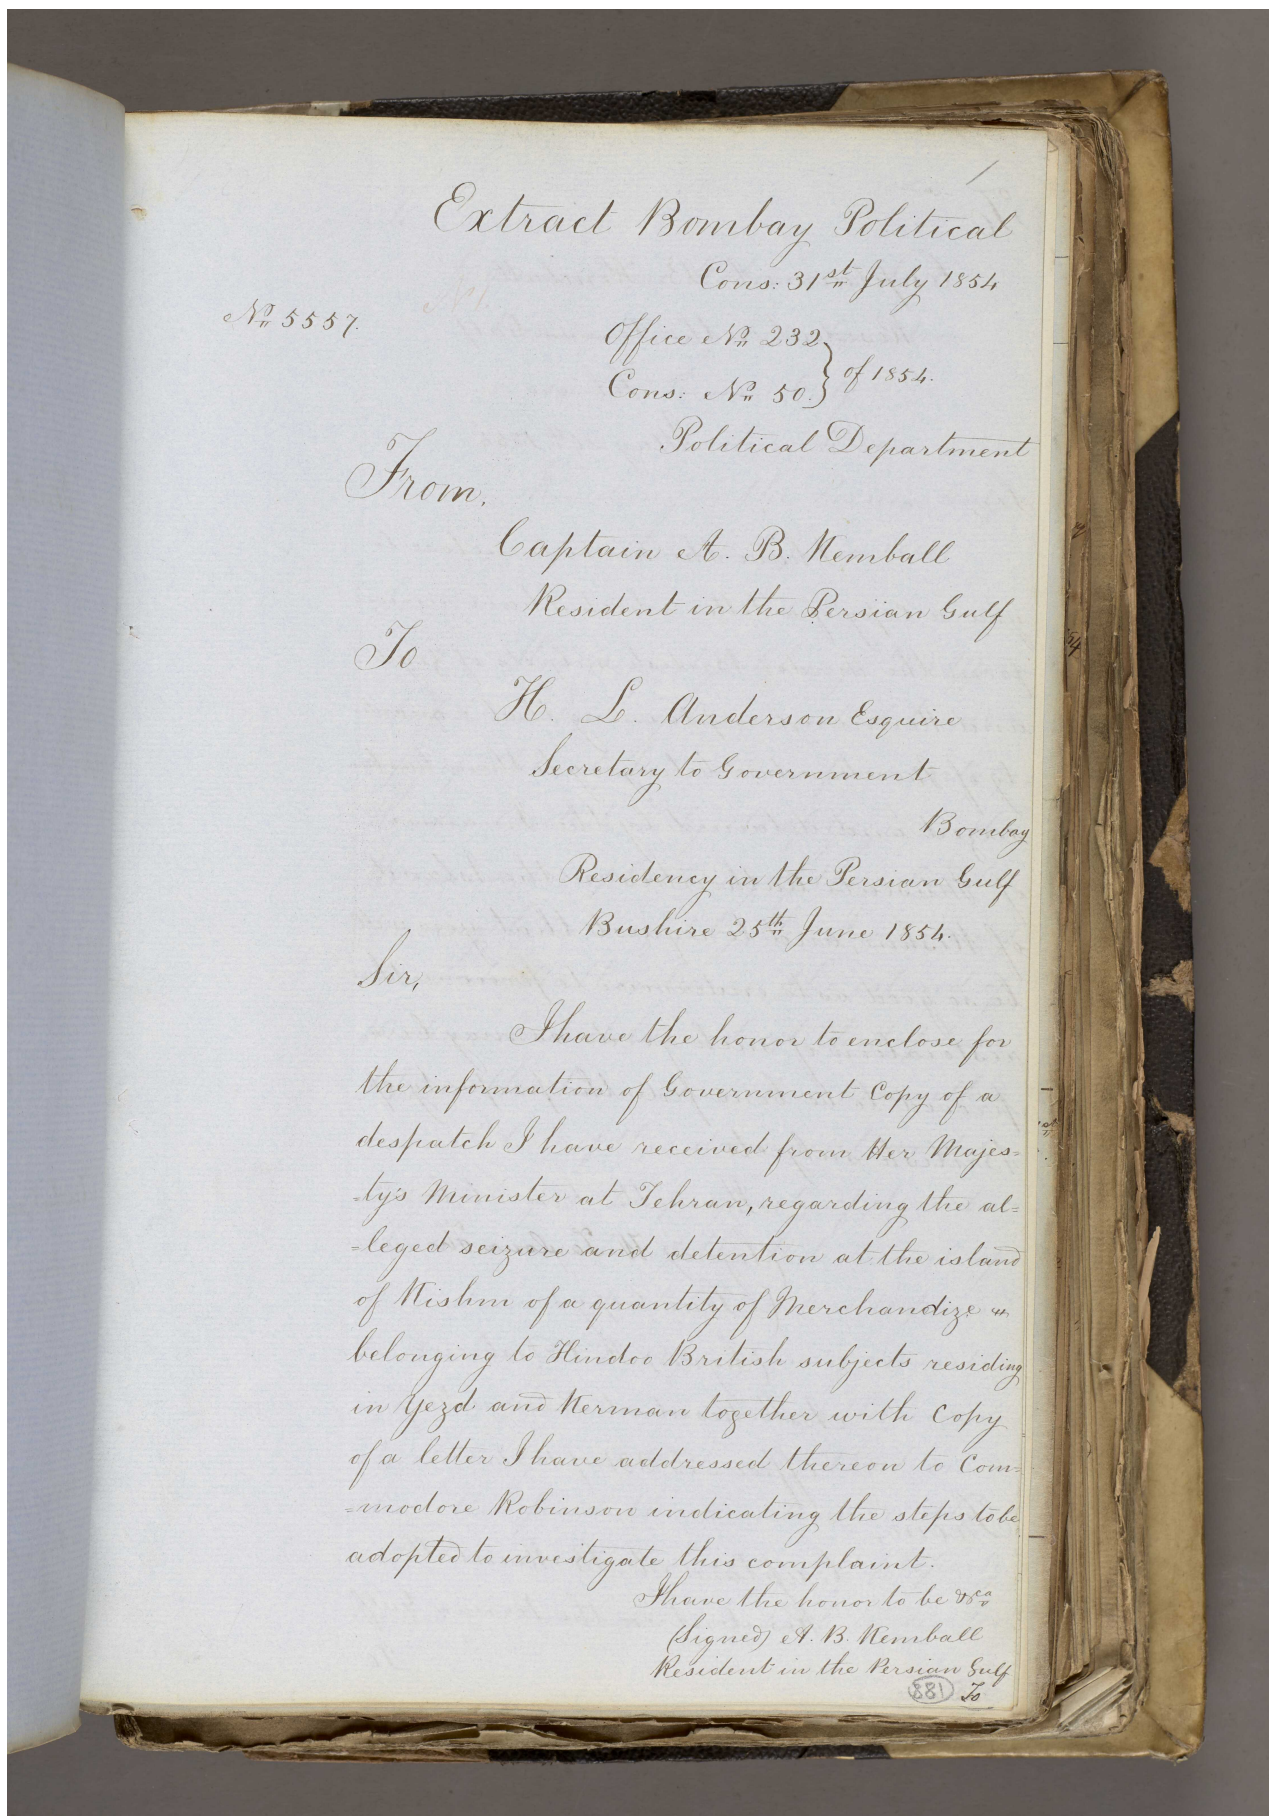 1
Extract Bombay Political
Cons: 31st July 1854
No 5557.
Office No 232
Cons: No 50. } of 1854.
Political Department
From,
Captain A. B. Kemball
Resident in the Persian Gulf
To
H. L. Anderson Esquire
Secretary to Government
Bombay
Residency in the Persian Gulf
Bushire 25th June 1854.
Sir,
I have the honor to enclose for
the information of Government Copy of a
despatch I have received from Her Majes=
=ty's Minister at Tehran, regarding the al=
=leged seizure and detention at the island
of Kishm of a quantity of Merchandize
belonging to Hindoo British subjects residing
in Yezd and Kerman together with Copy
of a letter I have addressed thereon to Com=
=modore Robinson indicating the steps to be
adopted to investigate this complaint.
I have the honor to be &ca
(Signed) A. B. Kemball
Resident in the Persian Gulf
188 To